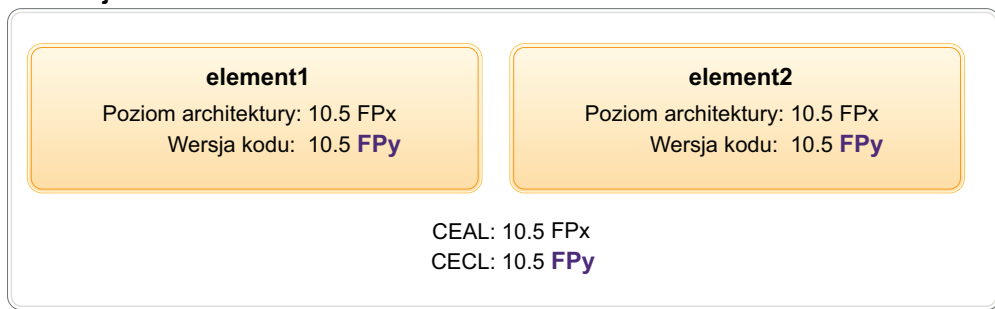 element1
Poziom architektury: 10.5 FPx
Wersja kodu: 10.5 FPy
element2
Poziom architektury: 10.5 FPx
Wersja kodu: 10.5 FPy
CEAL: 10.5 FPx
CECL: 10.5 FPy